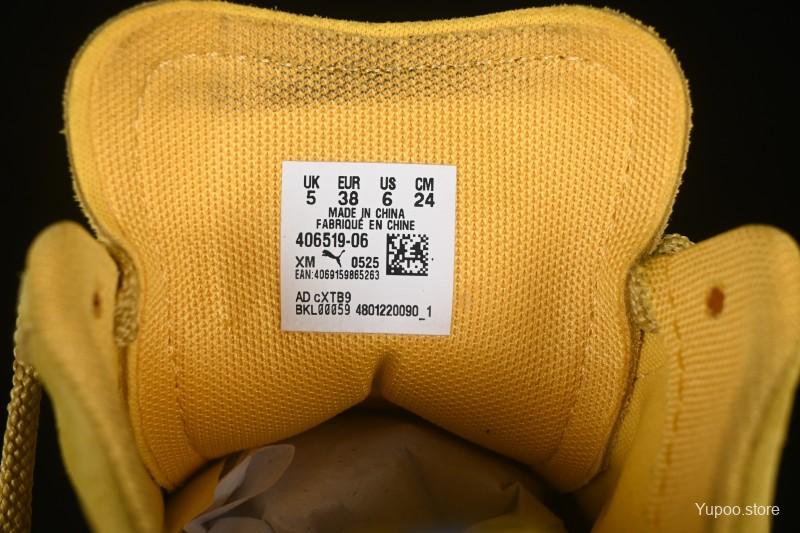 UK EUR US CM
5 38 6 24
MADE IN CHINA
FABRIQUÉ EN CHINE
406519-06
XM 0525
EAN:4069159865263
AD cXTB9
BKL00059 4801220090_1
Yupoo.store